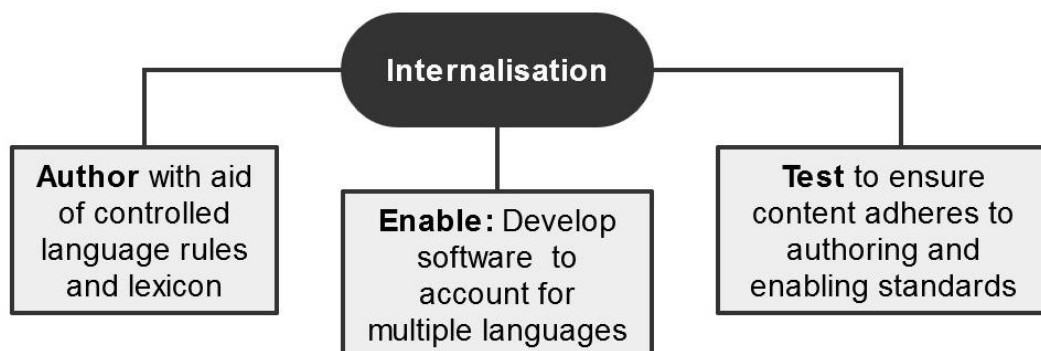 Internalisation
Author with aid
of controlled
language rules
and lexicon
Enable: Develop
software to
account for
multiple languages
Test to ensure
content adheres to
authoring and
enabling standards